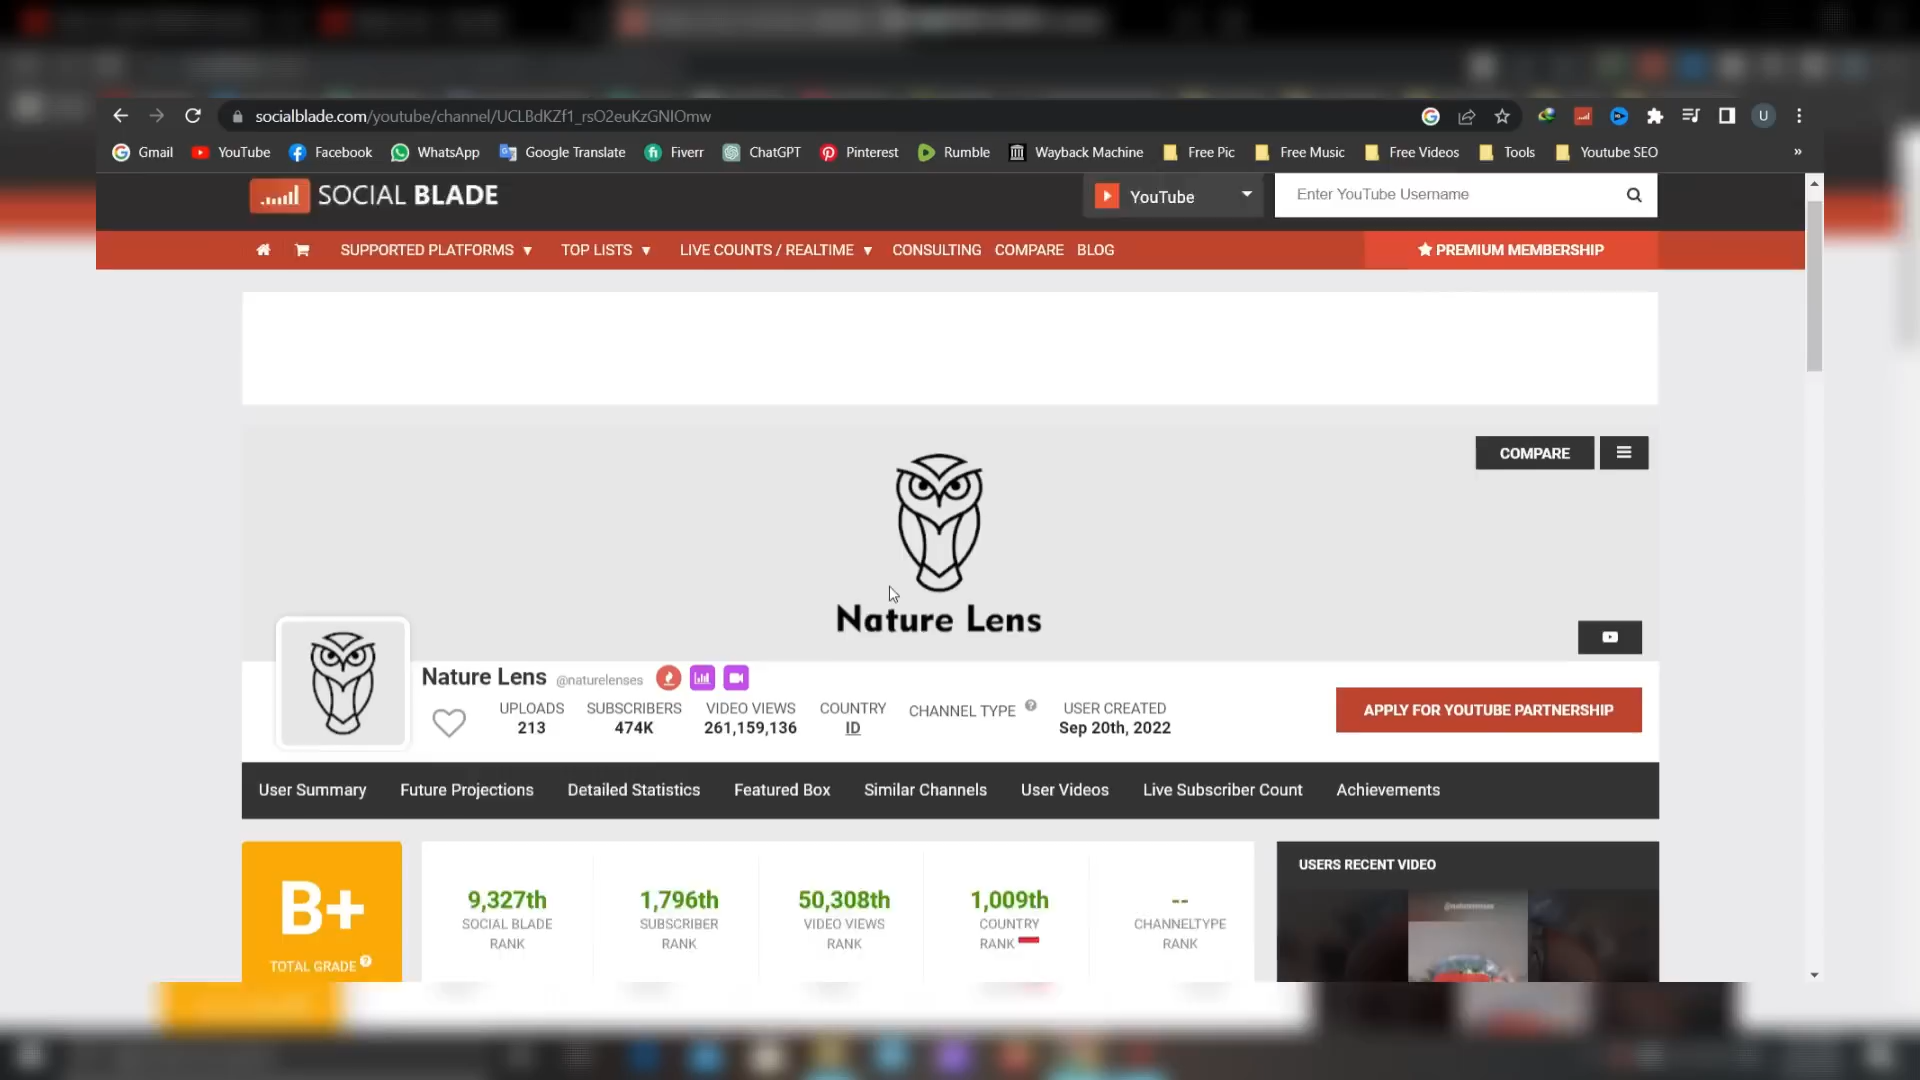 socialblade.com/youtube/channel/UCLBdKZf1_rsO2euKzGNIOmw
U
Gmail YouTube Facebook WhatsApp Google Translate Fiverr ChatGPT Pinterest Rumble Wayback Machine Free Pic Free Music Free Videos Tools Youtube SEO »
SOCIAL BLADE YouTube Enter YouTube Username
SUPPORTED PLATFORMS TOP LISTS LIVE COUNTS / REALTIME CONSULTING COMPARE BLOG PREMIUM MEMBERSHIP
COMPARE
Nature Lens
Nature Lens @naturelenses
UPLOADS SUBSCRIBERS VIDEO VIEWS COUNTRY CHANNEL TYPE USER CREATED
213 474K 261,159,136 ID Sep 20th, 2022
APPLY FOR YOUTUBE PARTNERSHIP
User Summary Future Projections Detailed Statistics Featured Box Similar Channels User Videos Live Subscriber Count Achievements
B+
TOTAL GRADE
9,327th 1,796th 50,308th 1,009th --
SOCIAL BLADE SUBSCRIBER VIDEO VIEWS COUNTRY CHANNELTYPE
RANK RANK RANK RANK RANK
USERS RECENT VIDEO